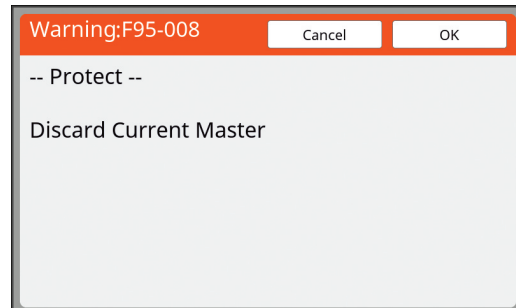 Warning:F95-008 Cancel OK
-- Protect --
Discard Current Master